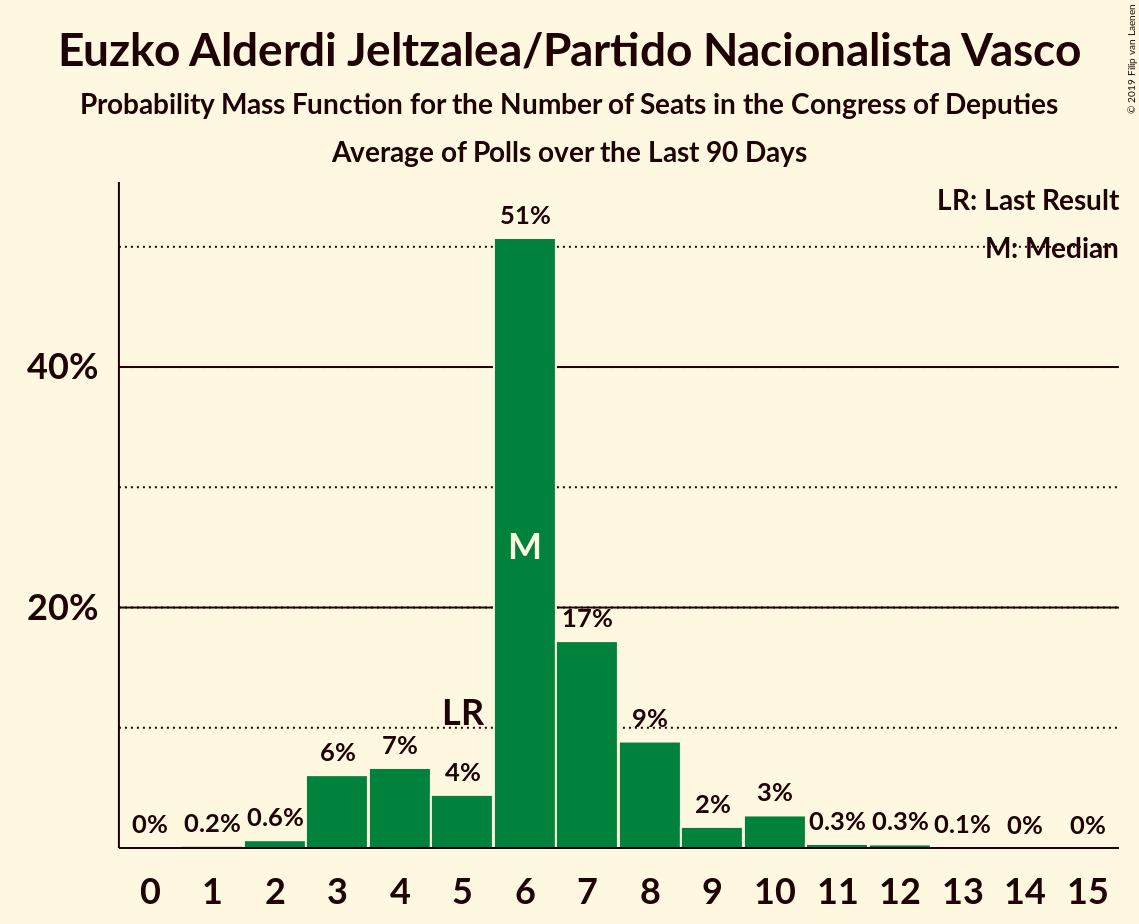 Euzko Alderdi Jeltzalea/Partido Nacionalista Vasco
Probability Mass Function for the Number of Seats in the Congress of Deputies
Average of Polls over the Last 90 Days
© 2019 Filip van Laenen
LR: Last Result
M: Median
40%
20%
0%
0.2%
0.6%
6%
7%
4%
LR
51%
M
17%
9%
2%
3%
0.3%
0.3%
0.1%
0%
0%
0 1 2 3 4 5 6 7 8 9 10 11 12 13 14 15